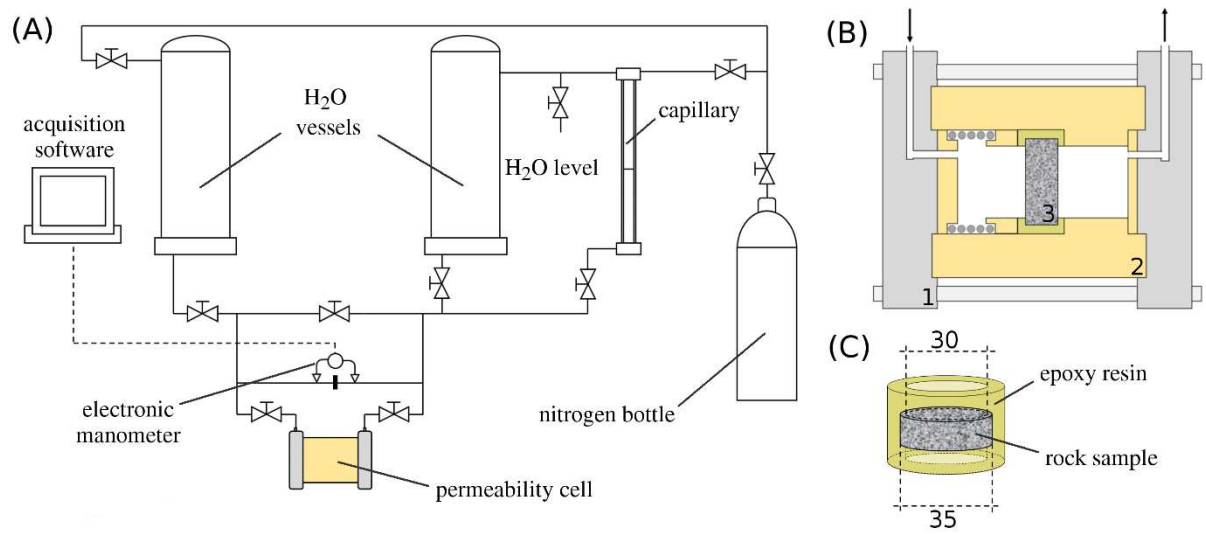 (A)
H2O
vessels
acquisition
software
capillary
H2O level
electronic
manometer
nitrogen bottle
permeability cell
(B)
3
2
1
(C)
30
epoxy resin
rock sample
35